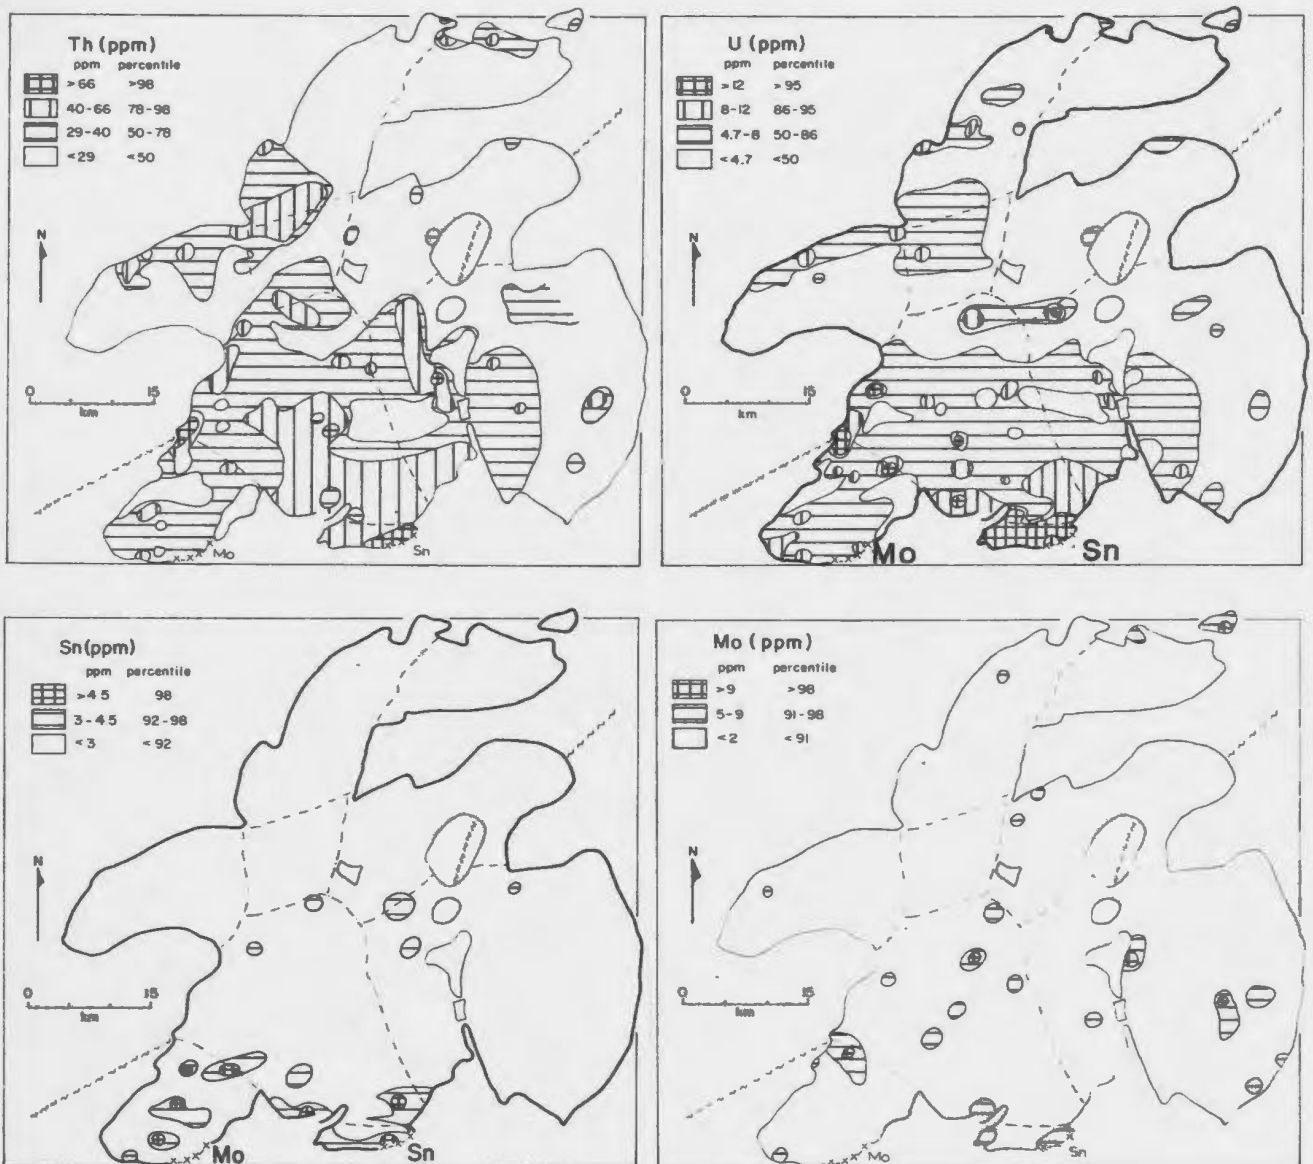 Th (ppm)
ppm percentile
>66 >98
40-66 78-98
29-40 50-78
<29 <50
N
0 15
km
Mo
Sn
U (ppm)
ppm percentile
>12 >95
8-12 86-95
4.7-8 50-86
<4.7 <50
N
0 15
km
Mo
Sn
Sn(ppm)
ppm percentile
>4.5 98
3-4.5 92-98
<3 <92
N
0 15
km
Mo
Sn
Mo (ppm)
ppm percentile
>9 >98
5-9 91-98
<2 <91
N
0 15
km
Mo
Sn